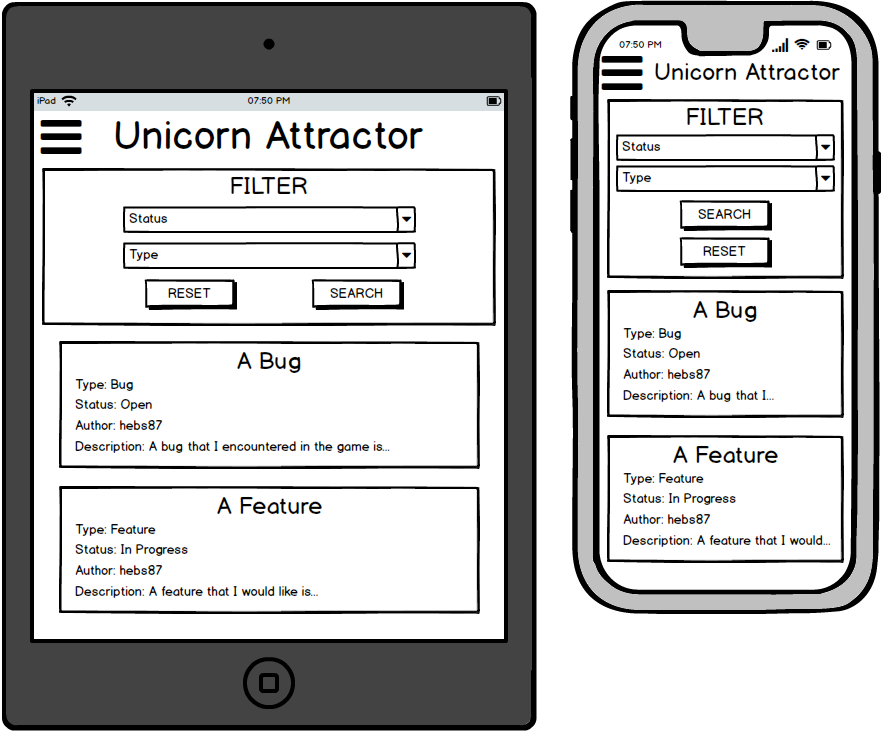 iPad 07:50 PM
Unicorn Attractor
FILTER
Status
Type
RESET SEARCH
A Bug
Type: Bug
Status: Open
Author: hebs87
Description: A bug that I encountered in the game is...
A Feature
Type: Feature
Status: In Progress
Author: hebs87
Description: A feature that I would like is...
07:50 PM
Unicorn Attractor
FILTER
Status
Type
SEARCH
RESET
A Bug
Type: Bug
Status: Open
Author: hebs87
Description: A bug that I...
A Feature
Type: Feature
Status: In Progress
Author: hebs87
Description: A feature that I would...